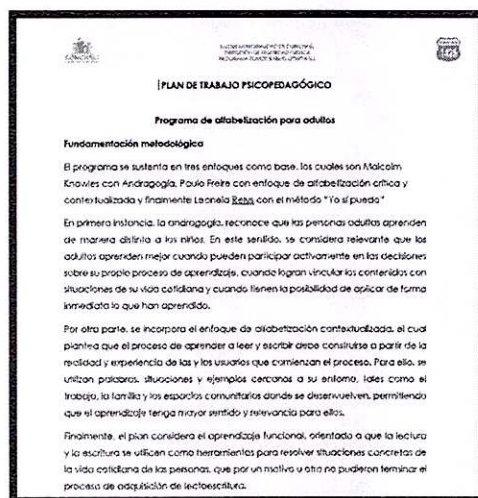 PLAN DE TRABAJO PSICOPEDAGÓGICO
Programa de alfabetización para adultos
Fundamentación metodológica
El programa se sustenta en tres enfoques como base, los cuales son Malcolm
Knowles con Andragogía, Paulo Freire con enfoque de alfabetización crítica y
contextualizada y finalmente Leonela con el método "Yo sí puedo"
En primera instancia, la andragogía, reconoce que las personas adultas aprenden
de manera distinta a los niños. En este sentido, se considera relevante que los
adultos aprenden mejor cuando pueden participar activamente en las decisiones
sobre su propio proceso de aprendizaje, cuando logran vincular los contenidos con
situaciones de su vida cotidiana y cuando tienen la posibilidad de aplicar de forma
inmediata lo que han aprendido.
Por otra parte, se incorpora el enfoque de alfabetización contextualizada, el cual
plantea que el proceso de aprender a leer y escribir debe construirse a partir de la
realidad y experiencia de las y los usuarios que comienzan el proceso. Para ello, se
utilizan palabras, situaciones y ejemplos cercanos a su entorno, tales como el
trabajo, la familia y los espacios comunitarios donde se desenvuelven, permitiendo
que el aprendizaje tenga mayor sentido y relevancia para ellos.
Finalmente, el plan considera el aprendizaje funcional, orientado a que la lectura
y la escritura se utilicen como herramientas para resolver situaciones concretas de
la vida cotidiana de las personas, que por un motivo u otro no pudieron terminar el
proceso de adquisición de lectoescritura.